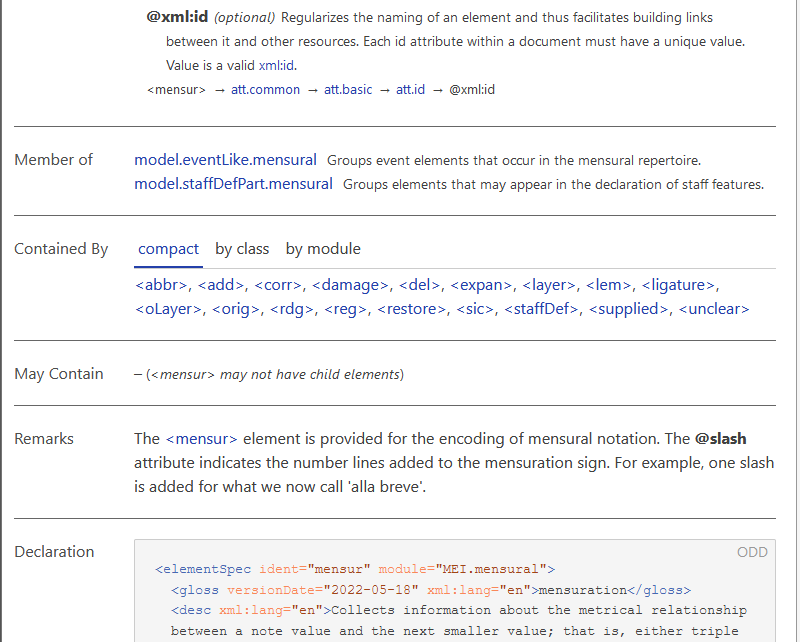 @xml:id (optional) Regularizes the naming of an element and thus facilitates building links
between it and other resources. Each id attribute within a document must have a unique value.
Value is a valid xml:id.
<mensur> → att.common → att.basic → att.id → @xml:id
Member of model.eventLike.mensural Groups event elements that occur in the mensural repertoire.
model.staffDefPart.mensural Groups elements that may appear in the declaration of staff features.
Contained By compact by class by module
<abbr>, <add>, <corr>, <damage>, <del>, <expan>, <layer>, <lem>, <ligature>,
<oLayer>, <orig>, <rdg>, <reg>, <restore>, <sic>, <staffDef>, <supplied>, <unclear>
May Contain – (<mensur> may not have child elements)
Remarks The <mensur> element is provided for the encoding of mensural notation. The @slash
attribute indicates the number lines added to the mensuration sign. For example, one slash
is added for what we now call 'alla breve'.
Declaration ODD
<elementSpec ident="mensur" module="MEI.mensural">
<gloss versionDate="2022-05-18" xml:lang="en">mensuration</gloss>
<desc xml:lang="en">Collects information about the metrical relationship
between a note value and the next smaller value; that is, either triple